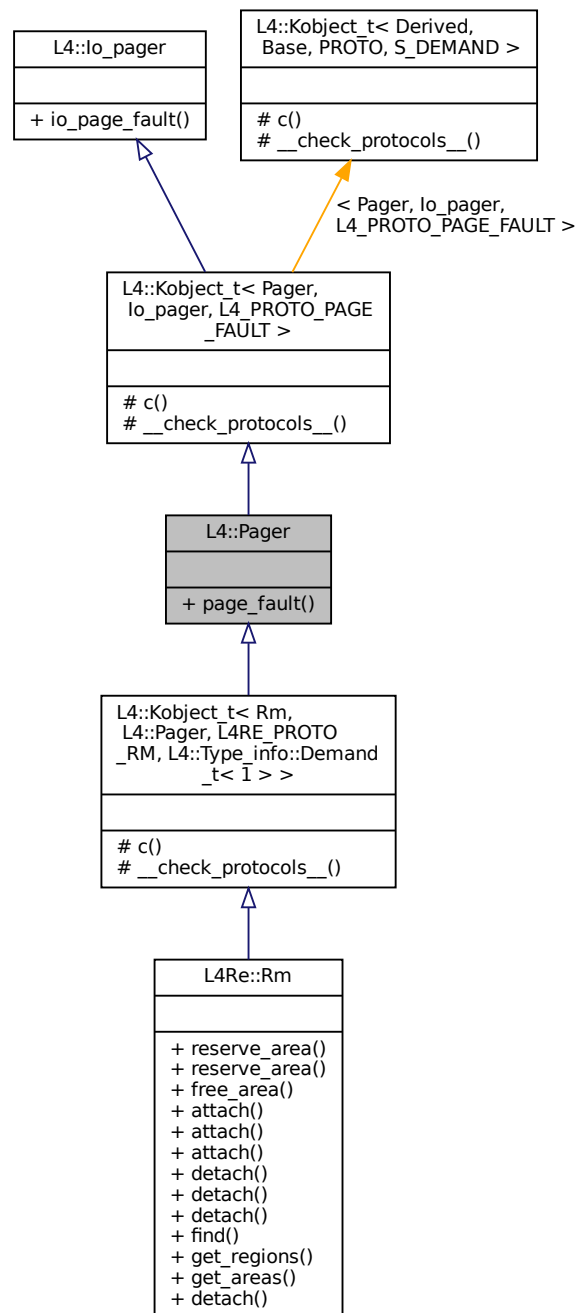 L4::Io_pager
+ io_page_fault()
L4::Kobject_t< Derived,
Base, PROTO, S_DEMAND >
# c()
# __check_protocols__()
< Pager, Io_pager,
L4_PROTO_PAGE_FAULT >
L4::Kobject_t< Pager,
Io_pager, L4_PROTO_PAGE
_FAULT >
# c()
# __check_protocols__()
L4::Pager
+ page_fault()
L4::Kobject_t< Rm,
L4::Pager, L4RE_PROTO
_RM, L4::Type_info::Demand
_t< 1 > >
# c()
# __check_protocols__()
L4Re::Rm
+ reserve_area()
+ reserve_area()
+ free_area()
+ attach()
+ attach()
+ attach()
+ detach()
+ detach()
+ detach()
+ find()
+ get_regions()
+ get_areas()
+ detach()